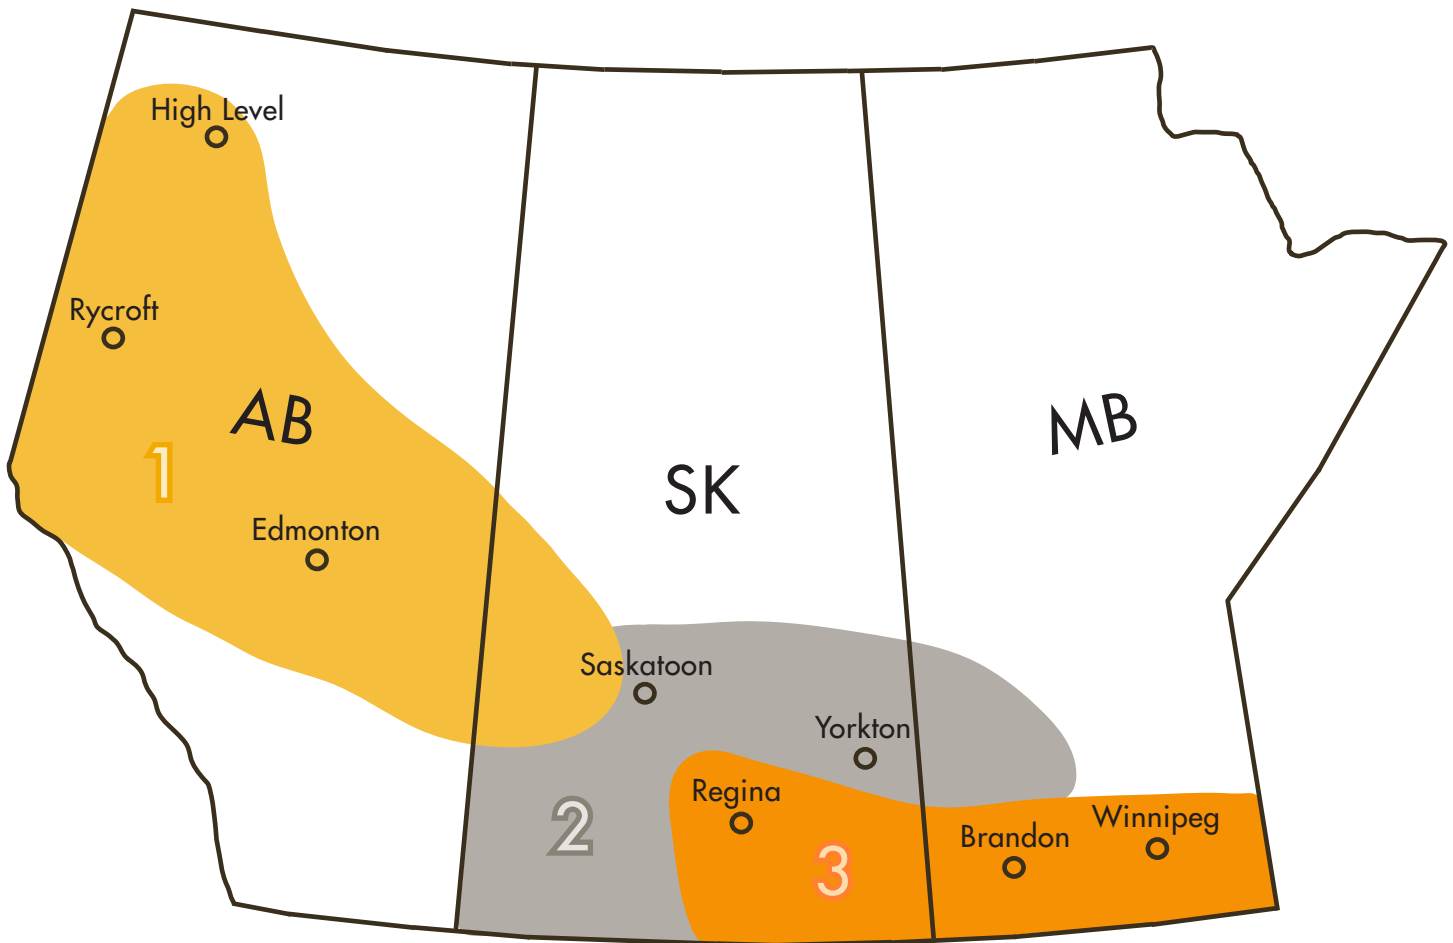 High Level
Rycroft
AB
MB
1
SK
Edmonton
Saskatoon
Yorkton
Regina
Winnipeg
2
Brandon
3